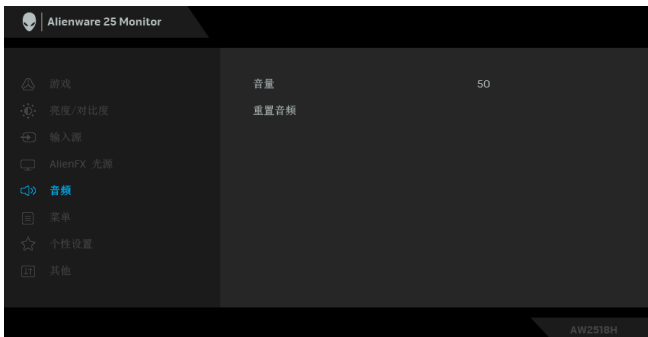 Alienware 25 Monitor
游戏
音量 50
亮度/对比度
重置音频
输入源
AlienFX 光源
音频
菜单
个性设置
其他
AW2518H